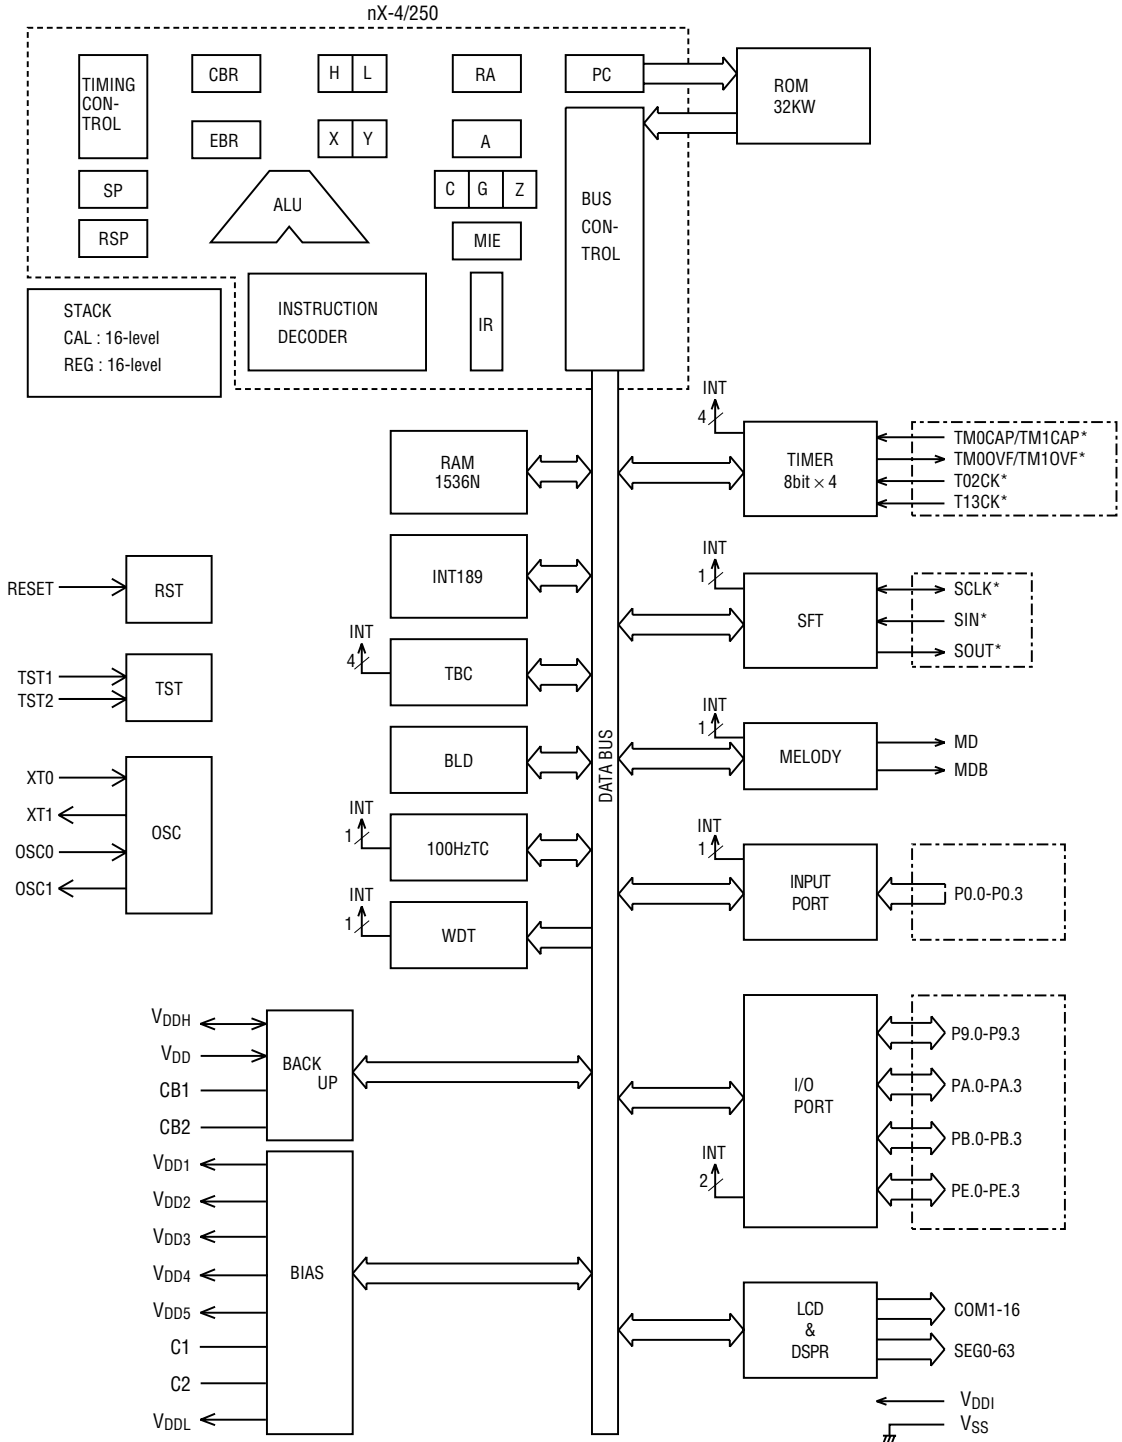 nX-4/250
TIMING
CON-
TROL
CBR
H L
RA
PC
ROM
32KW
EBR
X Y
A
SP
ALU
C G Z
BUS
CON-
TROL
RSP
MIE
STACK
CAL : 16-level
REG : 16-level
INSTRUCTION
DECODER
IR
DATA BUS
RAM
1536N
INT
4
TIMER
8bit × 4
TM0CAP/TM1CAP*
TM0OVF/TM1OVF*
T02CK*
T13CK*
RESET
RST
INT189
INT
1
SFT
SCLK*
SIN*
SOUT*
TST1
TST2
TST
INT
4
TBC
INT
1
MELODY
MD
MDB
XT0
XT1
OSC0
OSC1
OSC
BLD
INT
1
100HzTC
INT
1
INPUT
PORT
P0.0-P0.3
INT
1
WDT
VDDH
VDD
CB1
CB2
BACK
UP
I/O
PORT
INT
2
P9.0-P9.3
PA.0-PA.3
PB.0-PB.3
PE.0-PE.3
VDD1
VDD2
VDD3
VDD4
VDD5
C1
C2
VDDL
BIAS
LCD
&
DSPR
COM1-16
SEG0-63
VDDI
VSS